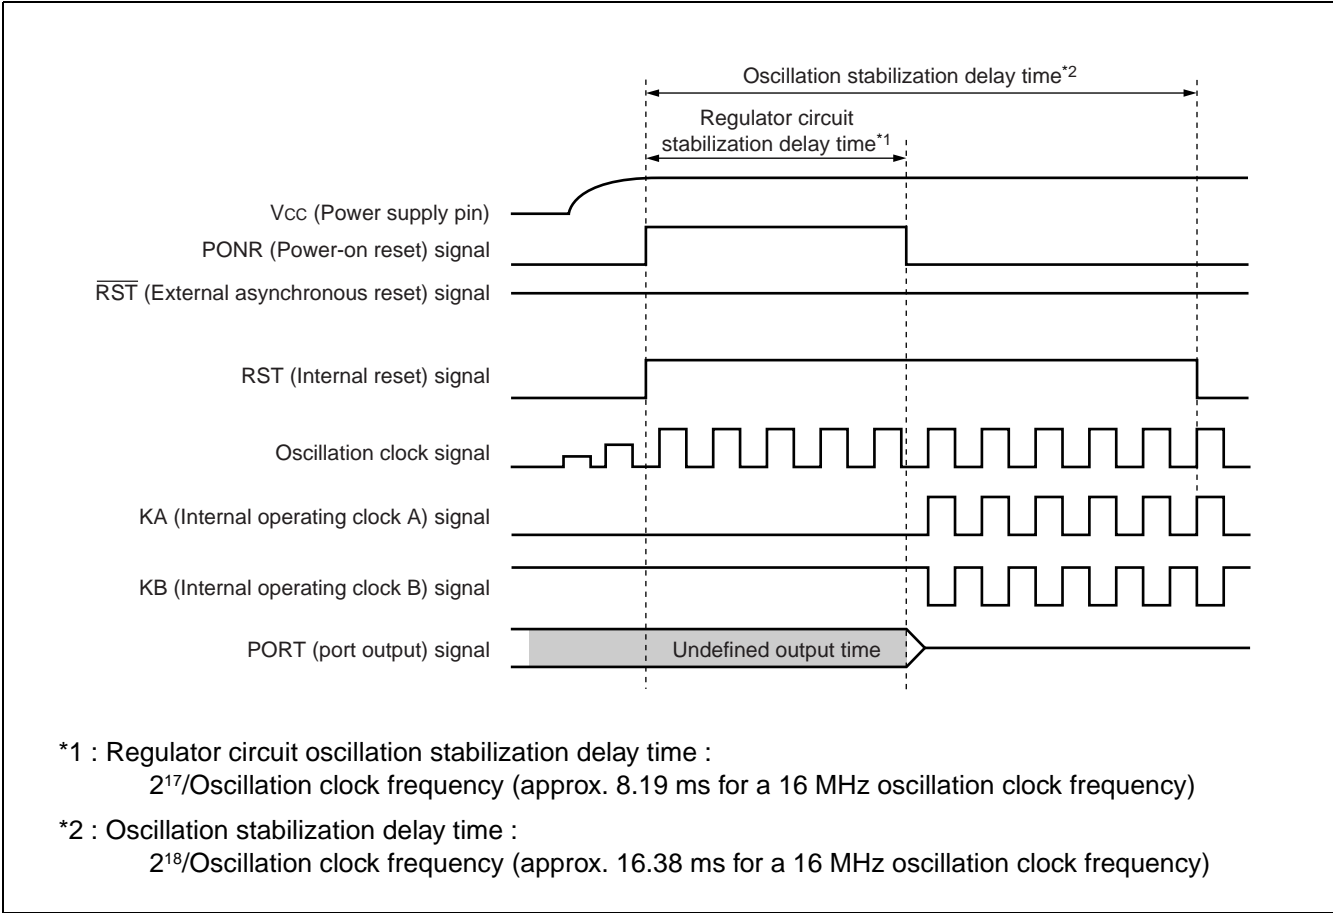 Oscillation stabilization delay time*2
Regulator circuit
stabilization delay time*1
Vcc (Power supply pin)
PONR (Power-on reset) signal
R̅S̅T̅ (External asynchronous reset) signal
RST (Internal reset) signal
Oscillation clock signal
KA (Internal operating clock A) signal
KB (Internal operating clock B) signal
PORT (port output) signal
Undefined output time
*1 : Regulator circuit oscillation stabilization delay time :
2¹⁷/Oscillation clock frequency (approx. 8.19 ms for a 16 MHz oscillation clock frequency)
*2 : Oscillation stabilization delay time :
2¹⁸/Oscillation clock frequency (approx. 16.38 ms for a 16 MHz oscillation clock frequency)